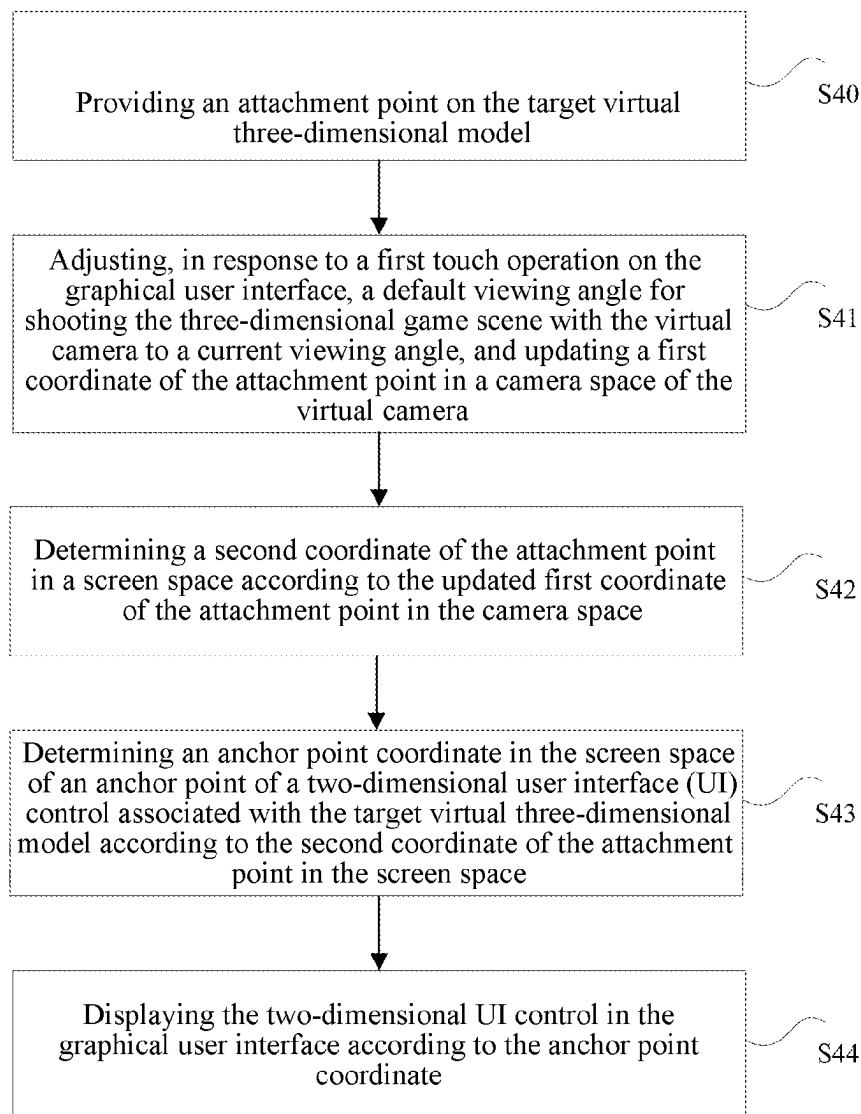 Providing an attachment point on the target virtual
three-dimensional model
S40
Adjusting, in response to a first touch operation on the
graphical user interface, a default viewing angle for
shooting the three-dimensional game scene with the virtual
camera to a current viewing angle, and updating a first
coordinate of the attachment point in a camera space of the
virtual camera
S41
Determining a second coordinate of the attachment point
in a screen space according to the updated first coordinate
of the attachment point in the camera space
S42
Determining an anchor point coordinate in the screen space
of an anchor point of a two-dimensional user interface (UI)
control associated with the target virtual three-dimensional
model according to the second coordinate of the attachment
point in the screen space
S43
Displaying the two-dimensional UI control in the
graphical user interface according to the anchor point
coordinate
S44